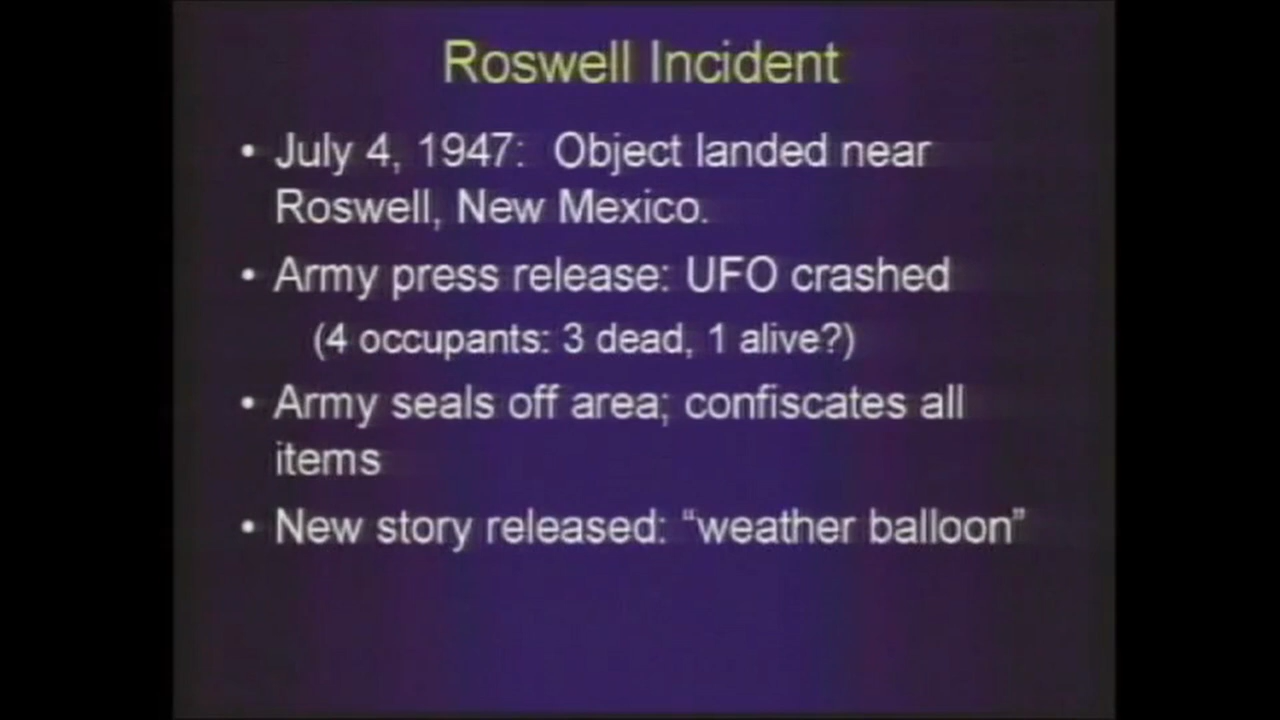 Roswell Incident
• July 4, 1947: Object landed near
Roswell, New Mexico.
• Army press release: UFO crashed
(4 occupants: 3 dead, 1 alive?)
• Army seals off area; confiscates all
items
• New story released: “weather balloon”